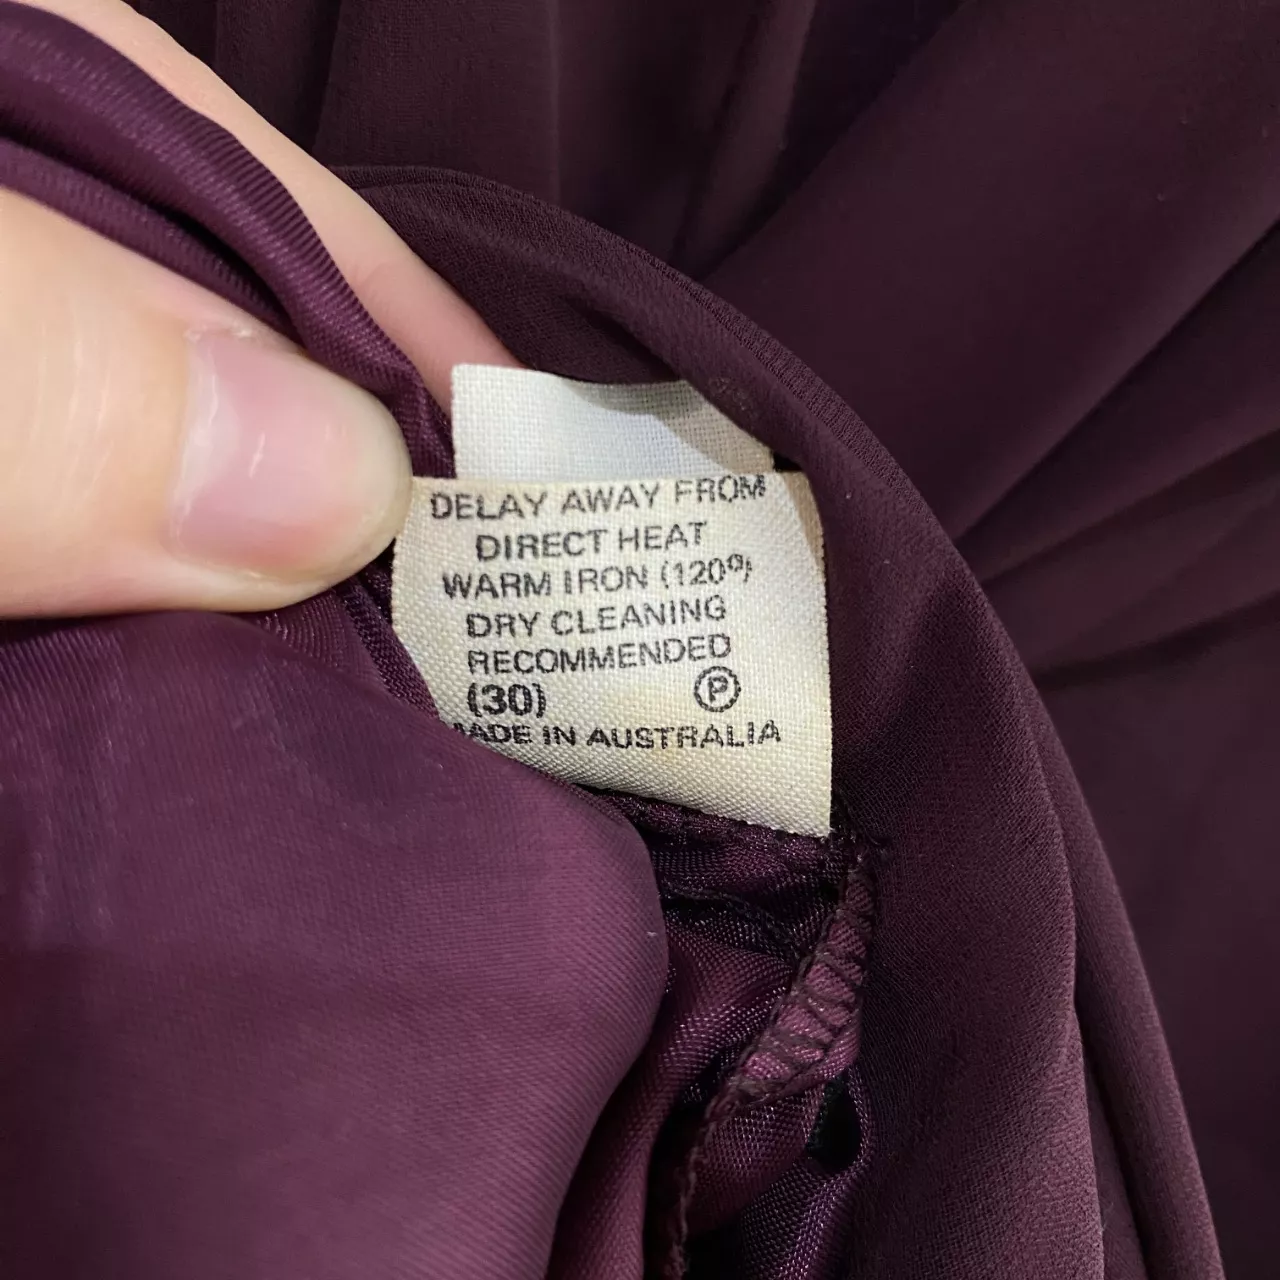 DELAY AWAY FROM
DIRECT HEAT
WARM IRON (120º)
DRY CLEANING
RECOMMENDED
(30) Ⓟ
MADE IN AUSTRALIA